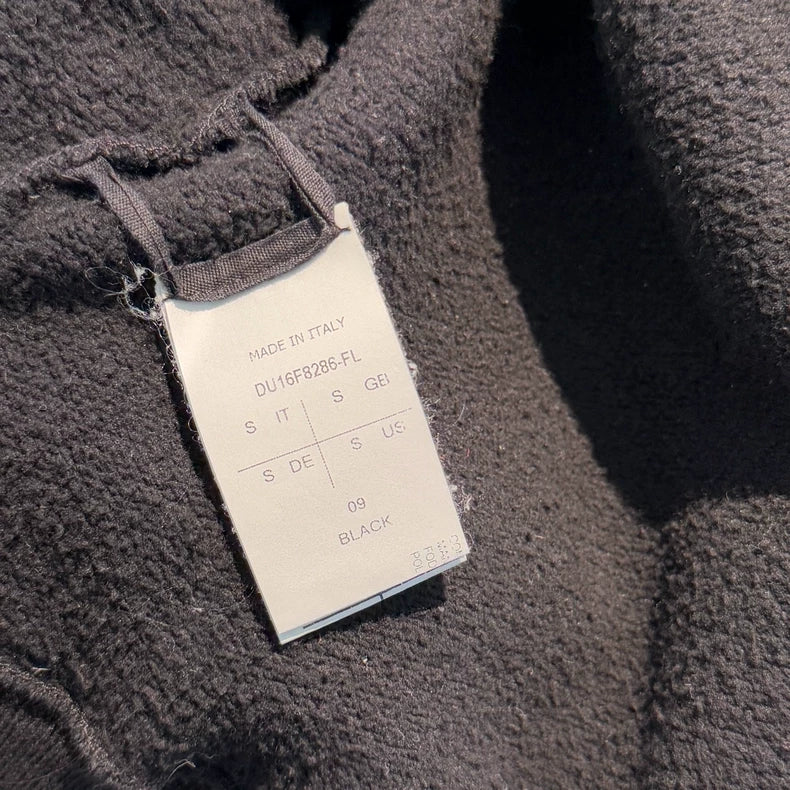 MADE IN ITALY
DU16F8286-FL
S IT S GB
S DE S US
09
BLACK